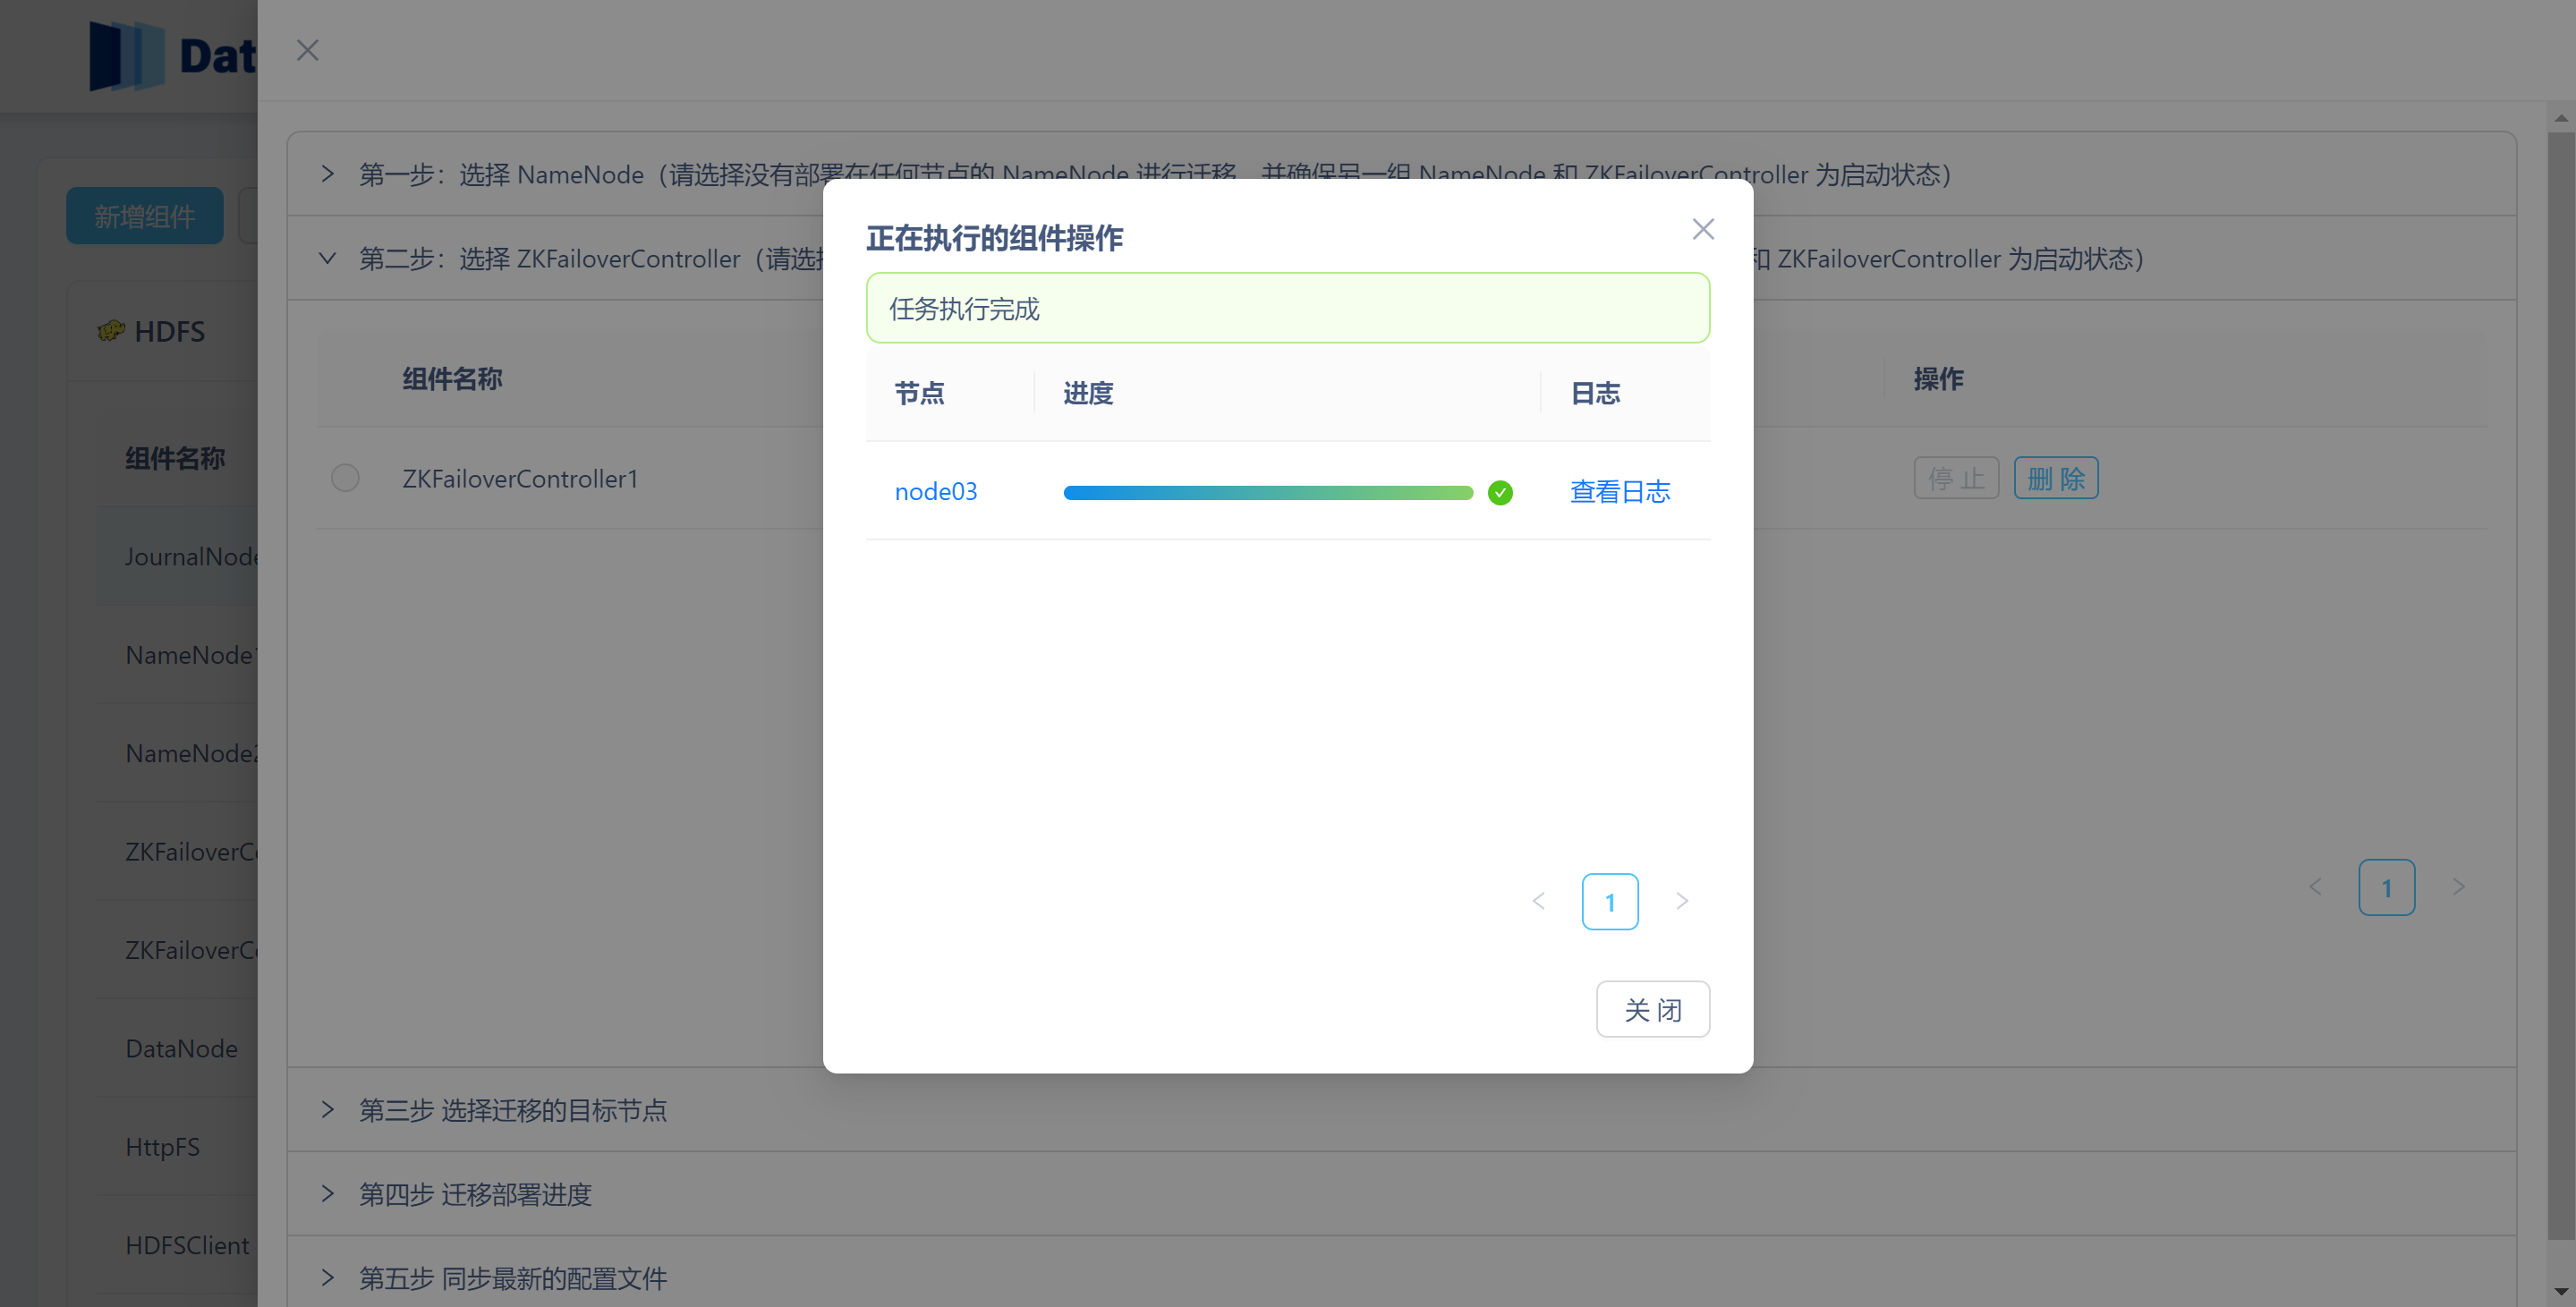 Dat
第一步：选择 NameNode（请选择没有部署在任何节点的 NameNode 进行迁移，并确保另一组 NameNode 和 ZKFailoverController 为启动状态）
新增组件
第二步：选择 ZKFailoverController（请选择
和 ZKFailoverController 为启动状态）
HDFS
组件名称
JournalNode
NameNode1
NameNode2
ZKFailoverCo
ZKFailoverCo
DataNode
HttpFS
HDFSClient
组件名称
操作
ZKFailoverController1
停 止
删 除
1
正在执行的组件操作
任务执行完成
节点
进度
日志
node03
查看日志
1
关 闭
第三步 选择迁移的目标节点
第四步 迁移部署进度
第五步 同步最新的配置文件